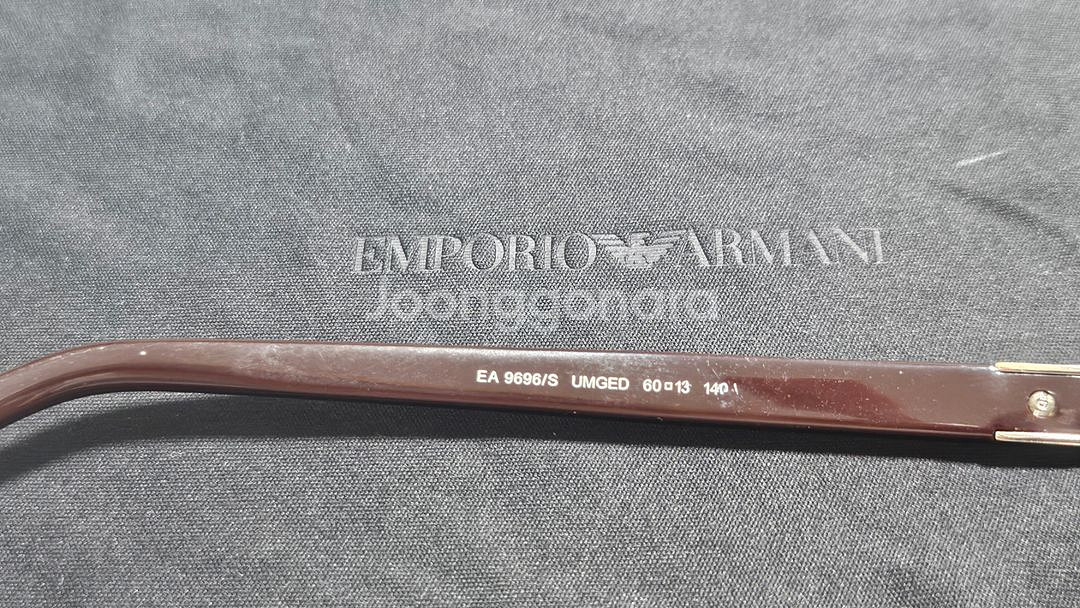 EMPORIO ARMANI
Joonggonara
EA 9696/S UMGED 60□13 140